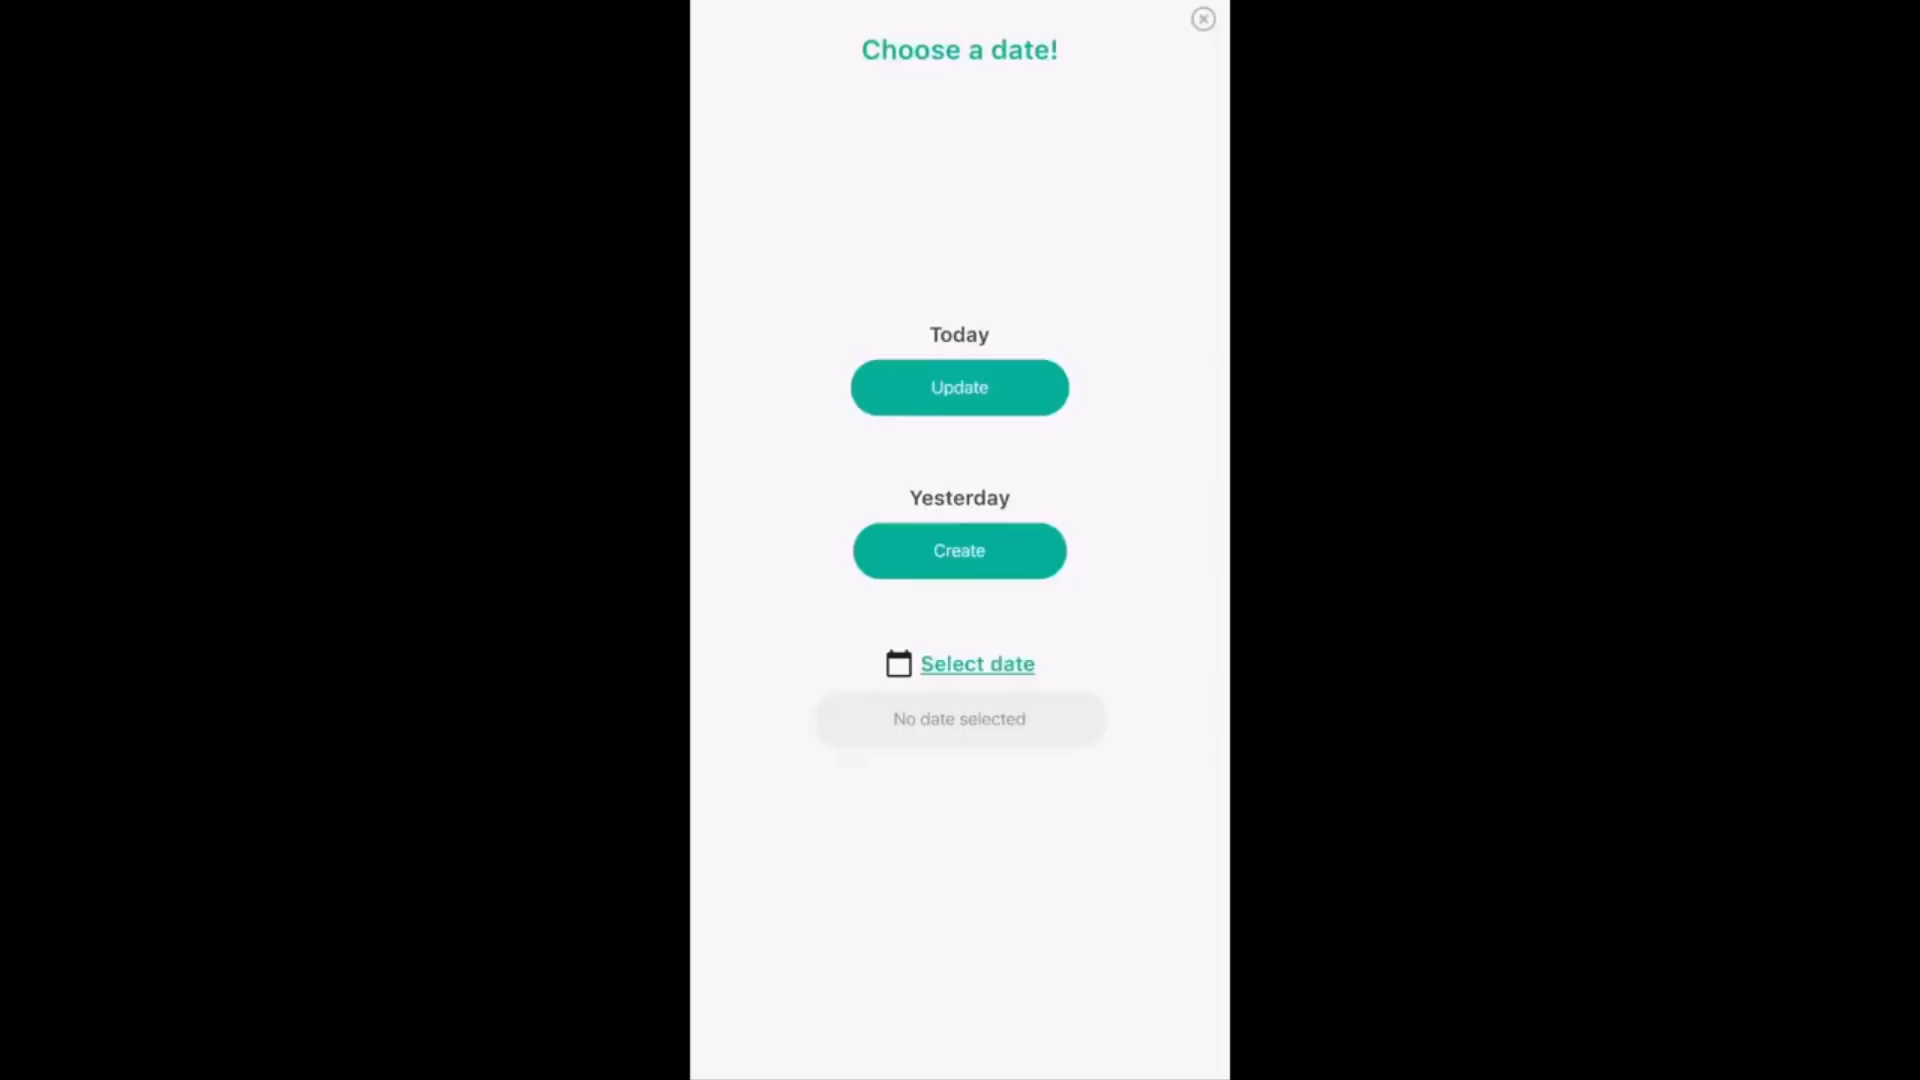 Choose a date!
Today
Update
Yesterday
Create
Select date
No date selected